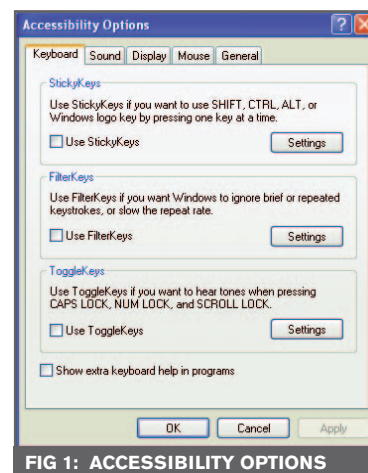 Accessibility Options
Keyboard Sound Display Mouse General
StickyKeys
Use StickyKeys if you want to use SHIFT, CTRL, ALT, or
Windows logo key by pressing one key at a time.
Use StickyKeys Settings
FilterKeys
Use FilterKeys if you want Windows to ignore brief or repeated
keystrokes, or slow the repeat rate.
Use FilterKeys Settings
ToggleKeys
Use ToggleKeys if you want to hear tones when pressing
CAPS LOCK, NUM LOCK, and SCROLL LOCK.
Use ToggleKeys Settings
Show extra keyboard help in programs
OK Cancel Apply
FIG 1: ACCESSIBILITY OPTIONS